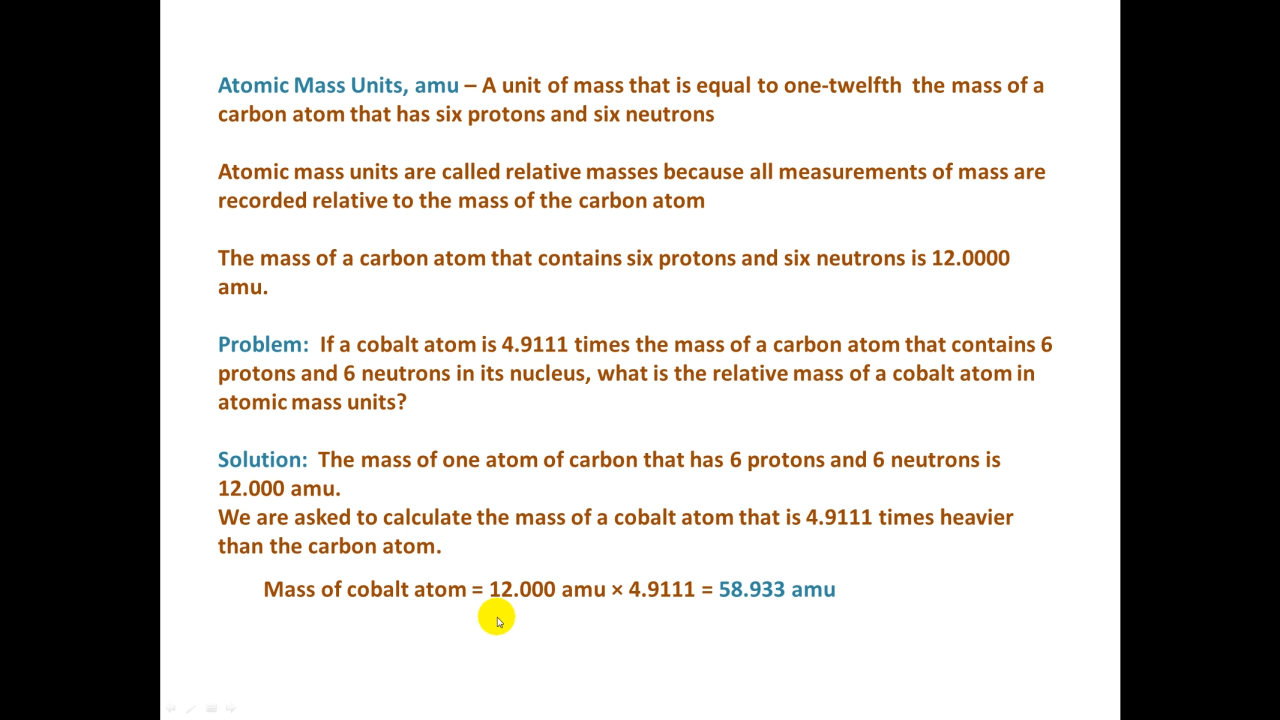 Atomic Mass Units, amu – A unit of mass that is equal to one-twelfth  the mass of a
carbon atom that has six protons and six neutrons
Atomic mass units are called relative masses because all measurements of mass are
recorded relative to the mass of the carbon atom
The mass of a carbon atom that contains six protons and six neutrons is 12.0000
amu.
Problem:  If a cobalt atom is 4.9111 times the mass of a carbon atom that contains 6
protons and 6 neutrons in its nucleus, what is the relative mass of a cobalt atom in
atomic mass units?
Solution:  The mass of one atom of carbon that has 6 protons and 6 neutrons is
12.000 amu.
We are asked to calculate the mass of a cobalt atom that is 4.9111 times heavier
than the carbon atom.
Mass of cobalt atom = 12.000 amu × 4.9111 = 58.933 amu